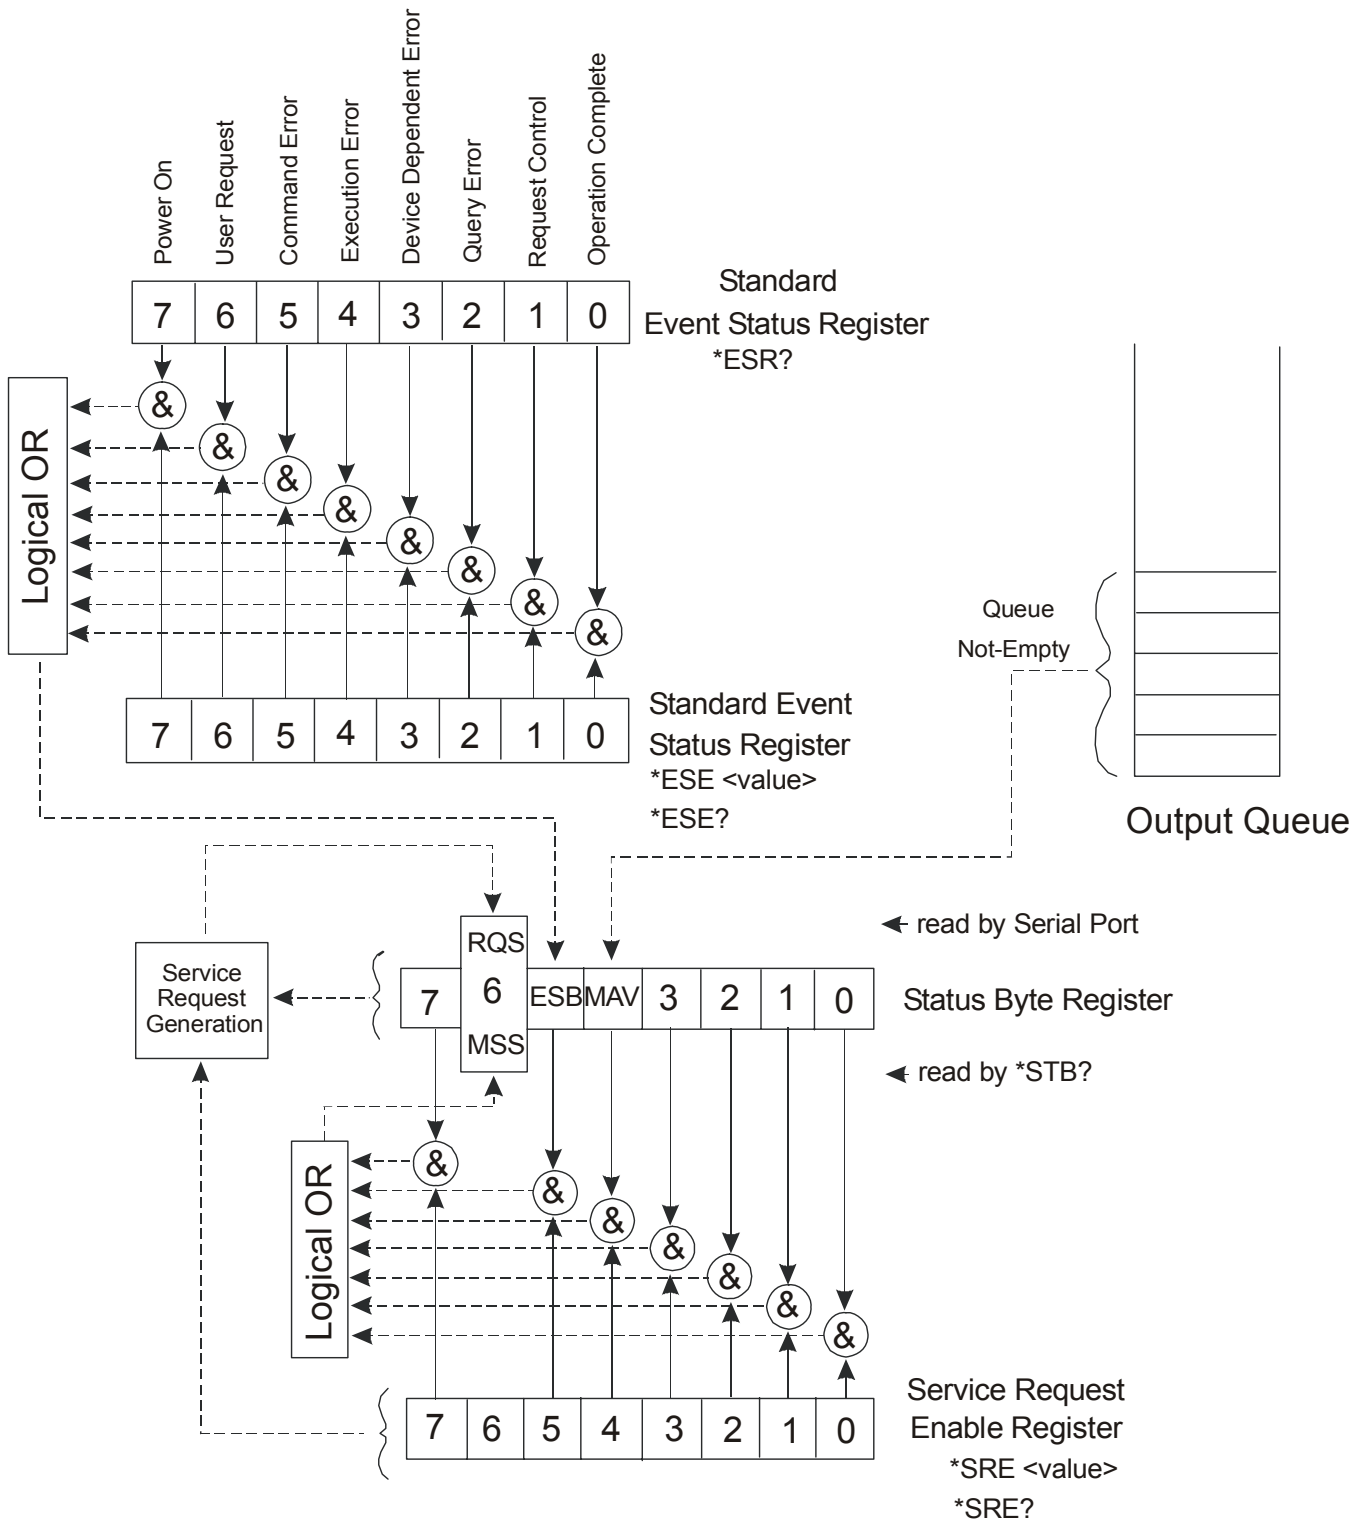 Power On
User Request
Command Error
Execution Error
Device Dependent Error
Query Error
Request Control
Operation Complete
7 6 5 4 3 2 1 0
Standard
Event Status Register
*ESR?
& & & & & & & &
Logical OR
Queue
Not-Empty
Output Queue
7 6 5 4 3 2 1 0
Standard Event
Status Register
*ESE <value>
*ESE?
read by Serial Port
Service
Request
Generation
7
RQS
6
MSS
ESB MAV 3 2 1 0
Status Byte Register
read by *STB?
& & & & & & &
Logical OR
7 6 5 4 3 2 1 0
Service Request
Enable Register
*SRE <value>
*SRE?